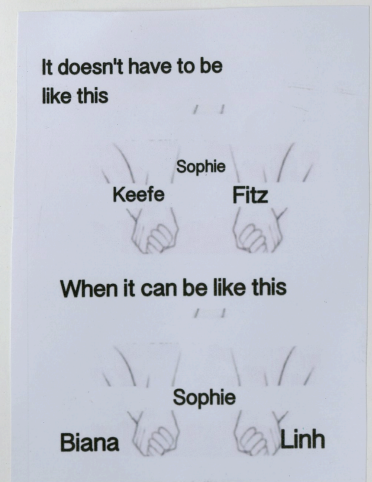 It doesn't have to be
like this
Sophie
Keefe Fitz
When it can be like this
Sophie
Biana Linh